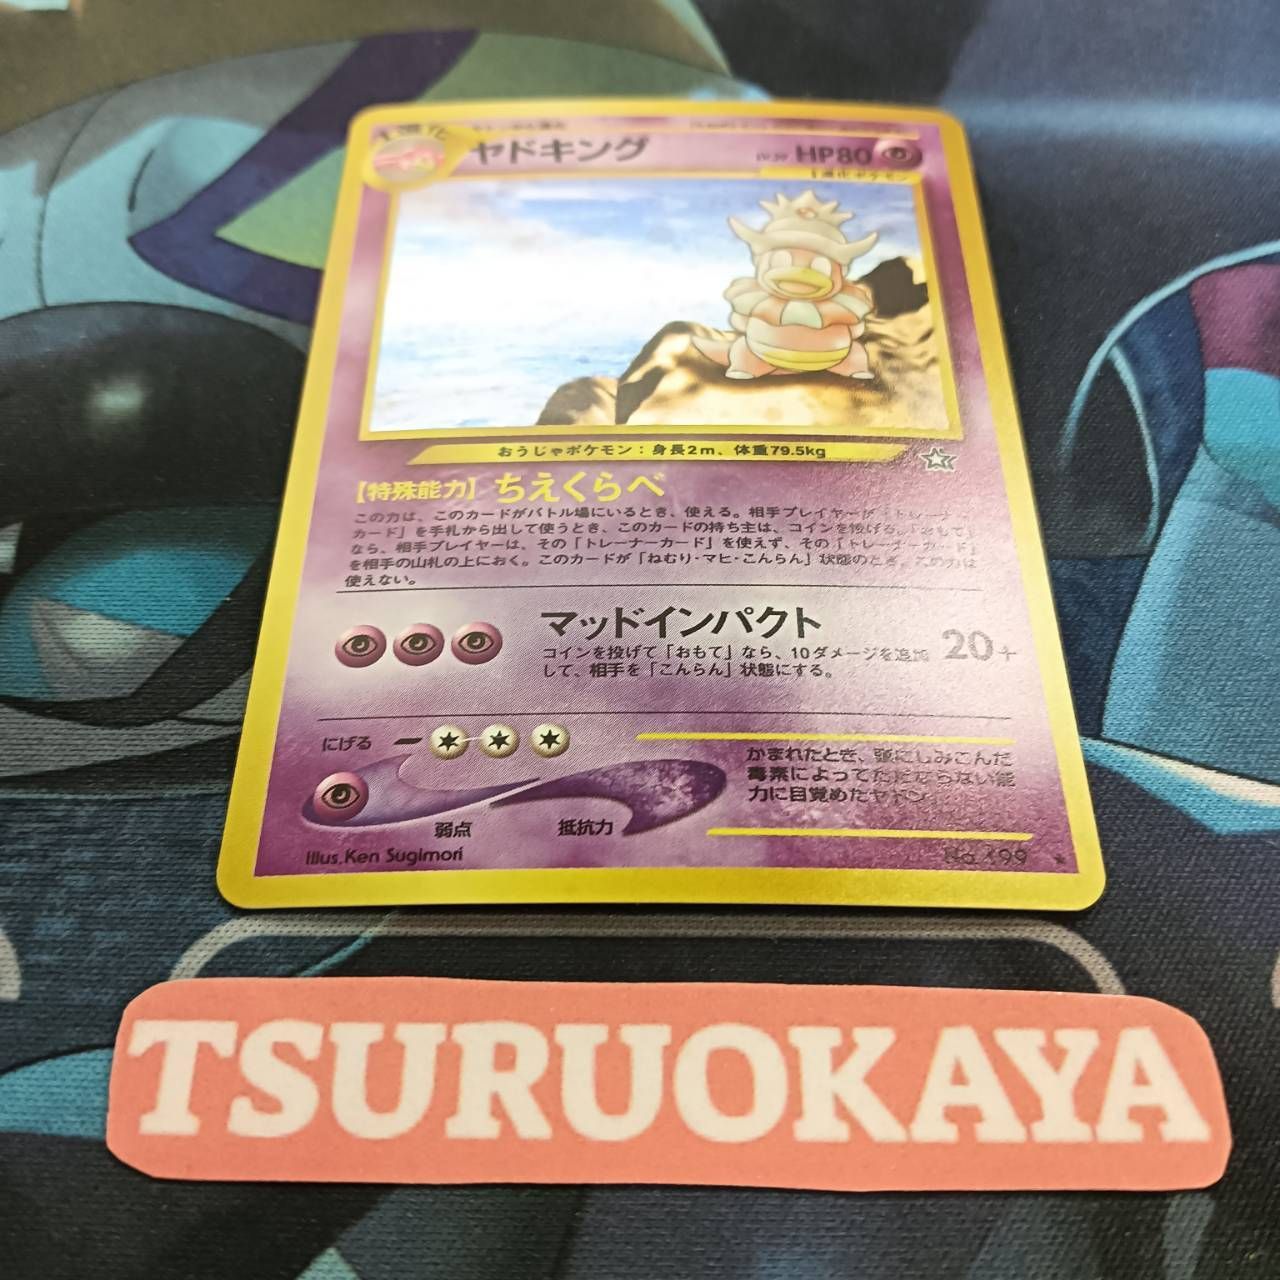 1進化
ヤドキング
HP80
1進化ポケモン
おうじゃポケモン：身長2m、体重79.5kg
【特殊能力】ちえくらべ
この力は、このカードがバトル場にいるとき、使える。相手プレイヤーが「トレーナー
カード」を手札から出して使うとき、このカードの持ち主は、コインを投げる。「おもて」
なら、相手プレイヤーは、その「トレーナーカード」を使えず、その「トレーナーカード」
を相手の山札の上におく。このカードが「ねむり・マヒ・こんらん」状態のとき、この力は
使えない。
マッドインパクト
コインを投げて「おもて」なら、10ダメージを追加
して、相手を「こんらん」状態にする。
20+
にげる
弱点
抵抗力
かまれたとき、頭にしみこんだ
毒素によってただならない能
力に目覚めたヤドン。
Illus. Ken Sugimori
No. 199 ★
TSURUOKAYA